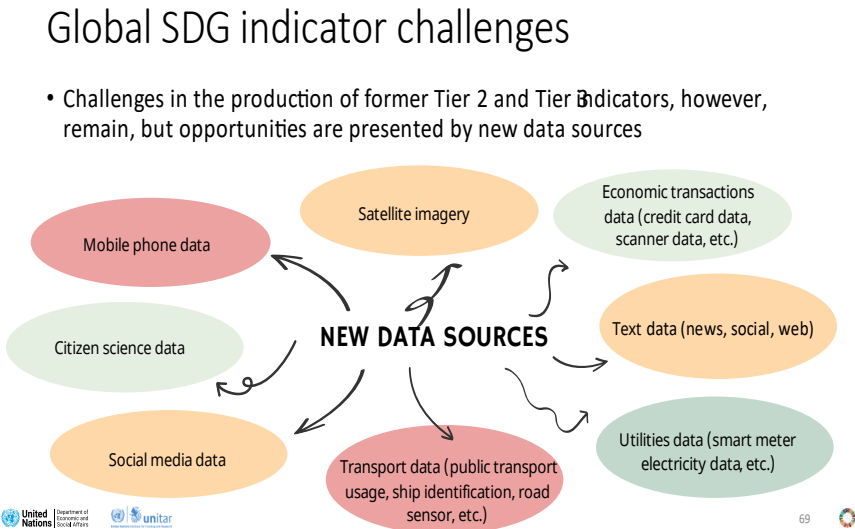 Global SDG indicator challenges
• Challenges in the production of former Tier 2 and Tier 3 indicators, however,
remain, but opportunities are presented by new data sources
Satellite imagery
Economic transactions
data (credit card data,
scanner data, etc.)
Mobile phone data
NEW DATA SOURCES
Text data (news, social, web)
Citizen science data
Social media data
Transport data (public transport
usage, ship identification, road
sensor, etc.)
Utilities data (smart meter
electricity data, etc.)
United
Nations
Department of
Economic and
Social Affairs
unitar
69